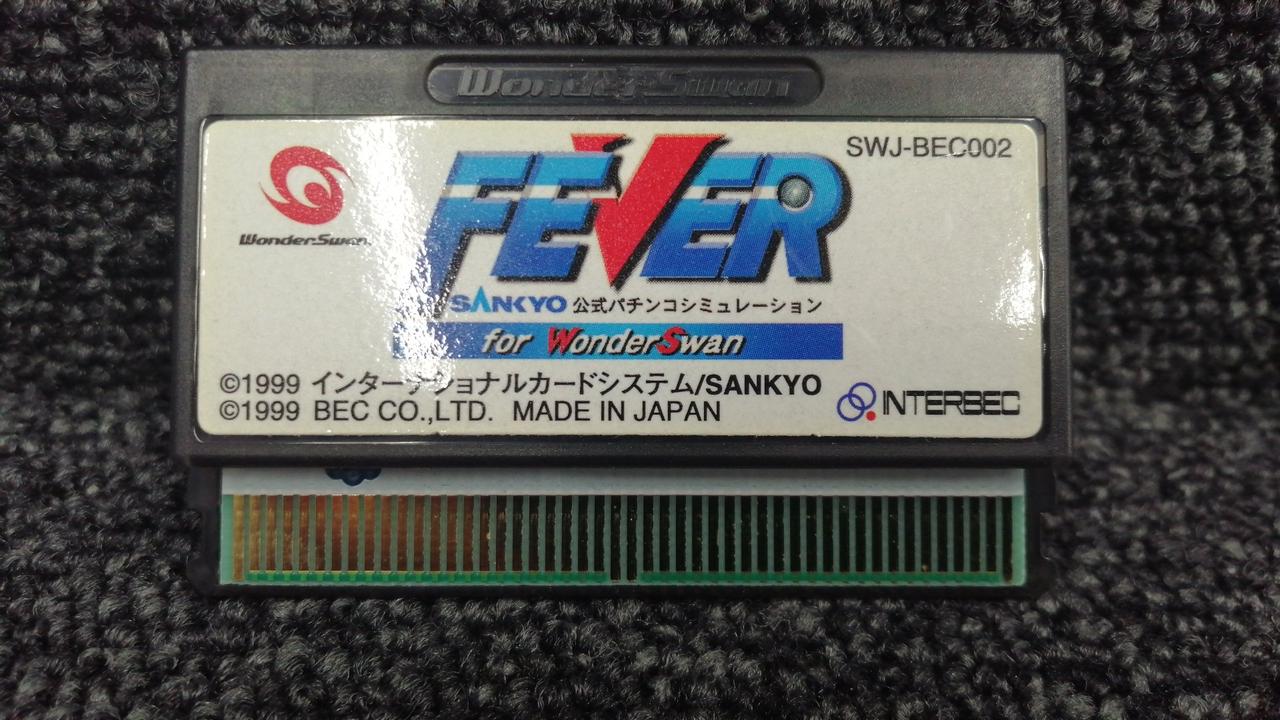 WonderSwan
SWJ-BEC002
WonderSwan
FEVER
SANKYO 公式パチンコシミュレーション
for WonderSwan
©1999 インターナショナルカードシステム/SANKYO
©1999 BEC CO.,LTD. MADE IN JAPAN
INTERBEC